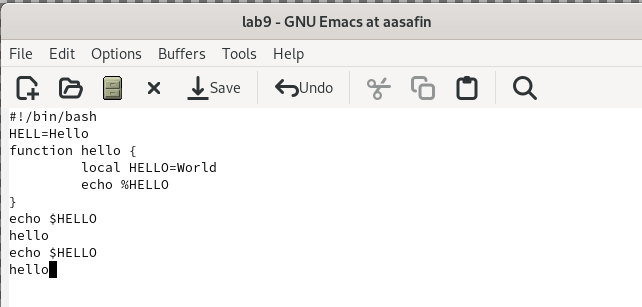 lab9 - GNU Emacs at aasafin
File Edit Options Buffers Tools Help
Save Undo
#!/bin/bash
HELL=Hello
function hello {
local HELLO=World
echo %HELLO
}
echo $HELLO
hello
echo $HELLO
hello